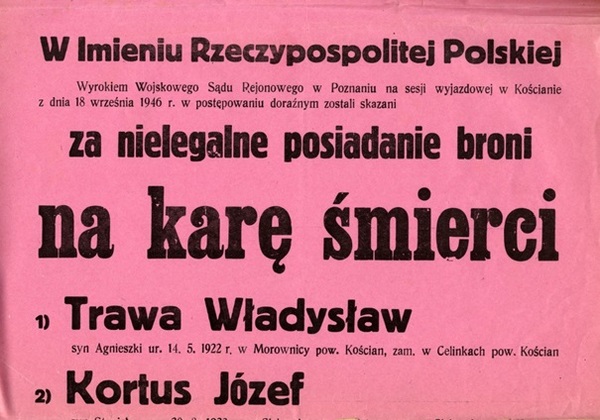 W Imieniu Rzeczypospolitej Polskiej
Wyrokiem Wojskowego Sądu Rejonowego w Poznaniu na sesji wyjazdowej w Kościanie
z dnia 18 września 1946 r. w postępowaniu doraźnym zostali skazani
za nielegalne posiadanie broni
na karę śmierci
1) Trawa Władysław
syn Agnieszki ur. 14. 5. 1922 r. w Morownicy pow. Kościan, zam. w Celinkach pow. Kościan
2) Kortus Józef